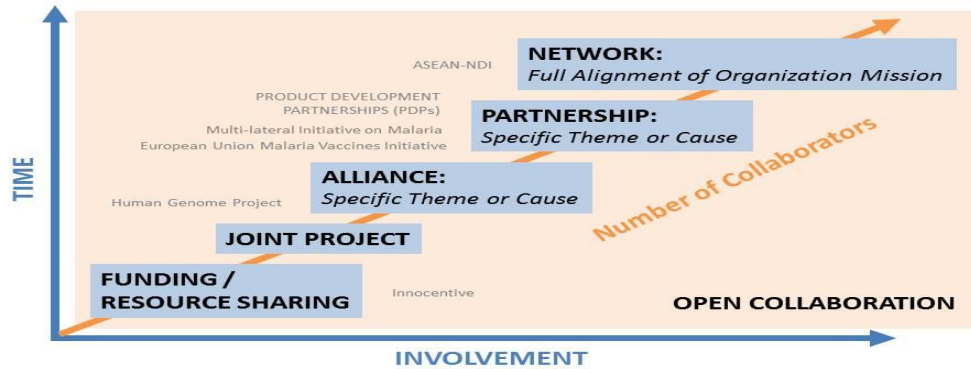 NETWORK:
Full Alignment of Organization Mission
ASEAN-NDI
PRODUCT DEVELOPMENT
PARTNERSHIPS (PDPs)
PARTNERSHIP:
Specific Theme or Cause
Multi-lateral Initiative on Malaria
European Union Malaria Vaccines Initiative
Number of Collaborators
ALLIANCE:
Specific Theme or Cause
TIME
Human Genome Project
JOINT PROJECT
FUNDING /
RESOURCE SHARING
Innocentive
OPEN COLLABORATION
INVOLVEMENT